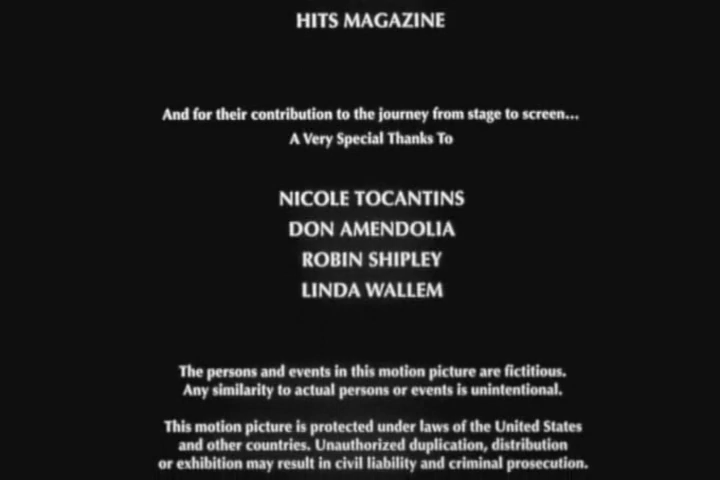 HITS MAGAZINE
And for their contribution to the journey from stage to screen...
A Very Special Thanks To
NICOLE TOCANTINS
DON AMENDOLIA
ROBIN SHIPLEY
LINDA WALLEM
The persons and events in this motion picture are fictitious.
Any similarity to actual persons or events is unintentional.
This motion picture is protected under laws of the United States
and other countries. Unauthorized duplication, distribution
or exhibition may result in civil liability and criminal prosecution.